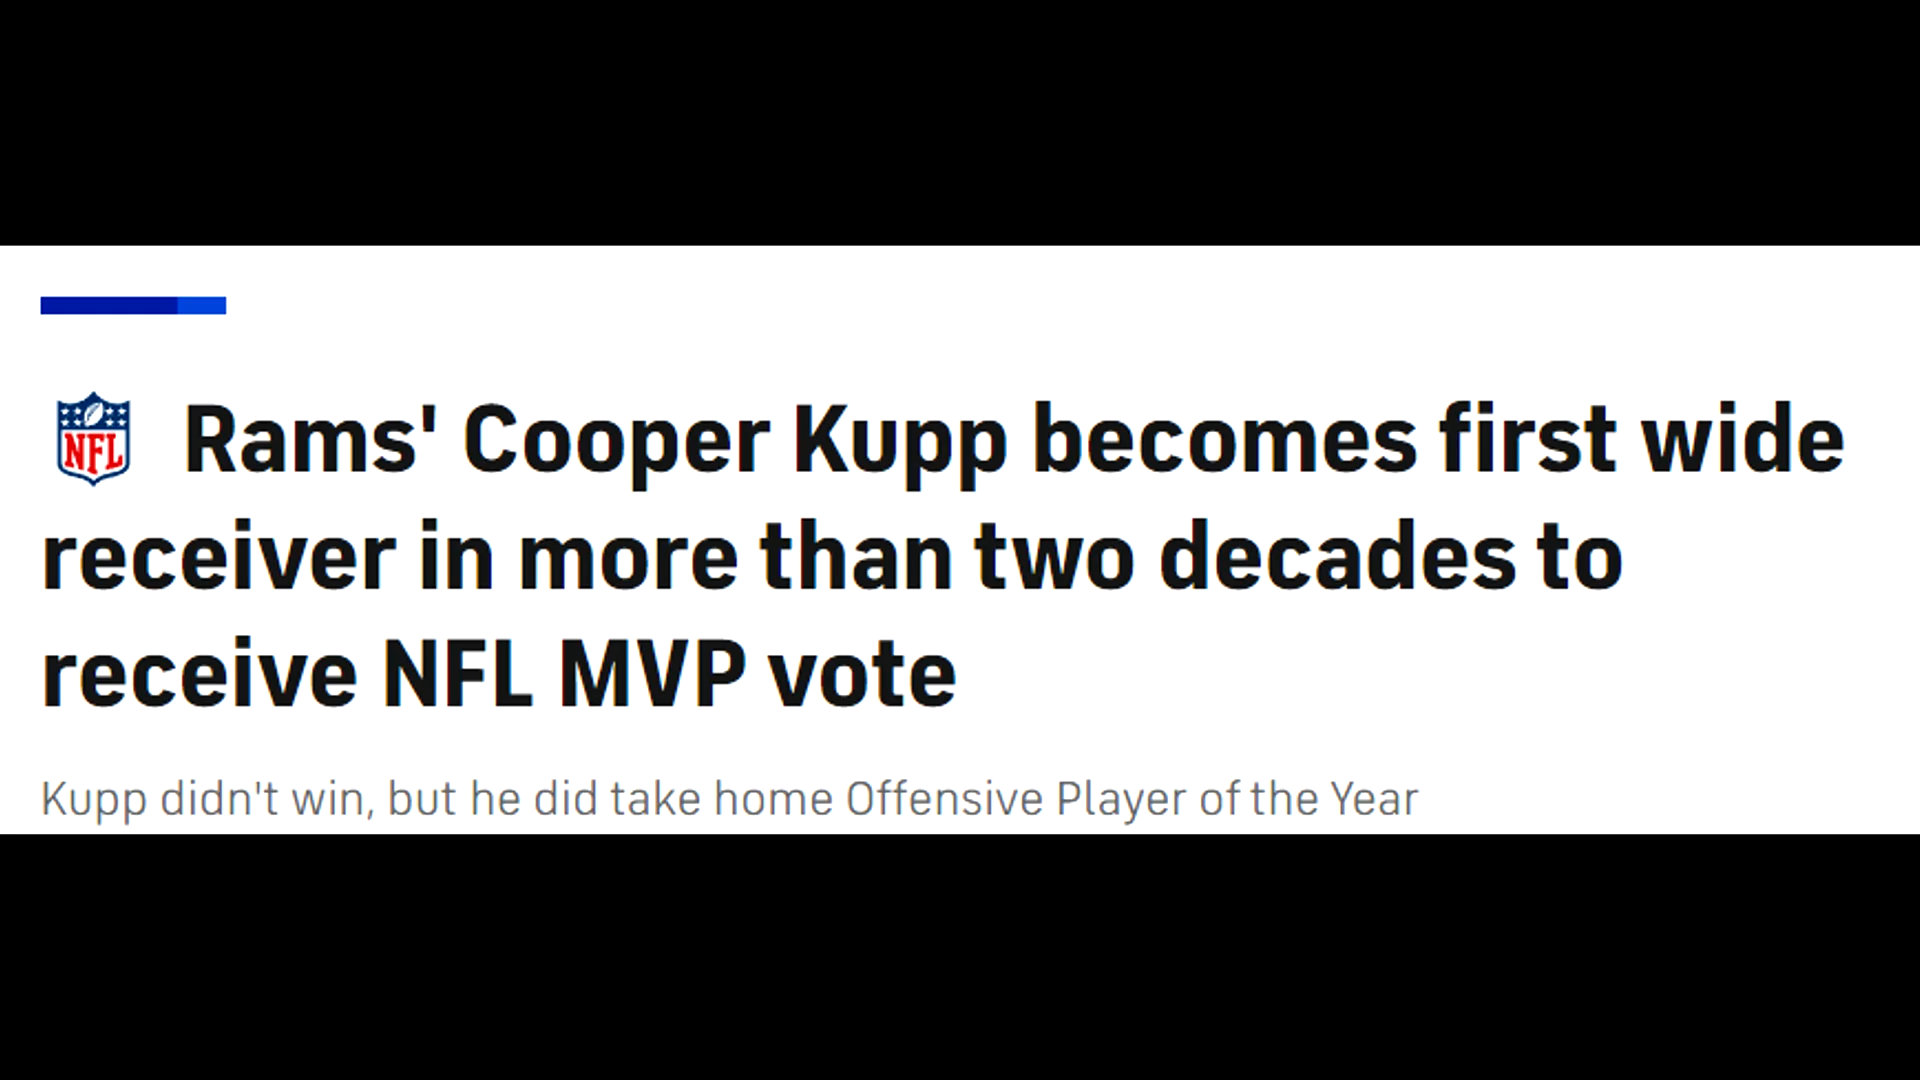 NFL Rams' Cooper Kupp becomes first wide
receiver in more than two decades to
receive NFL MVP vote
Kupp didn't win, but he did take home Offensive Player of the Year